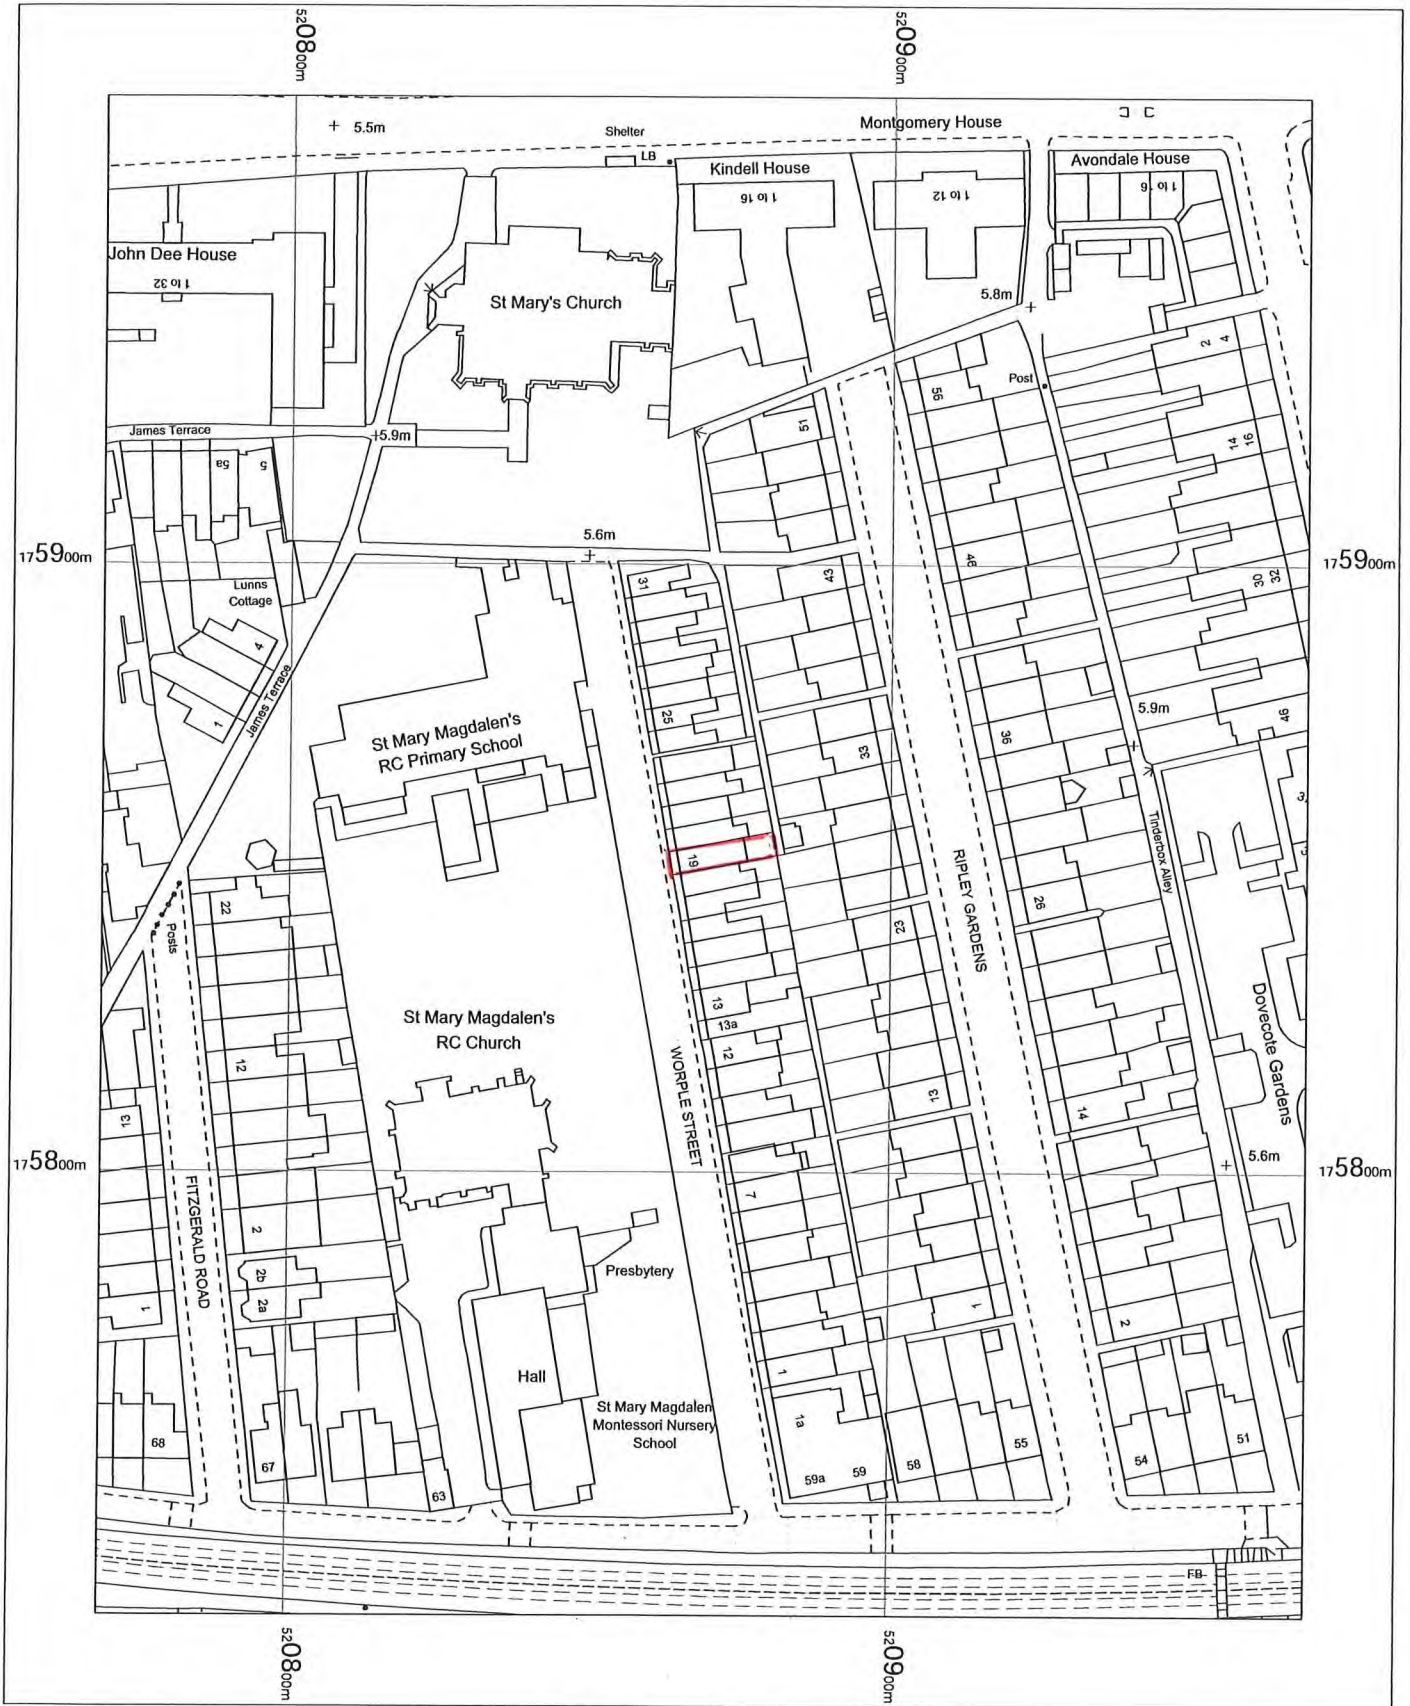 5208 00m
5209 00m
5.5m
Shelter
LB
Montgomery House
Kindell House
Avondale House
1 to 16
1 to 12
1 to 16
John Dee House
1 to 32
St Mary's Church
5.8m
2
4
Post
56
51
14
16
James Terrace
5.9m
5a
5
1759 00m
5.6m
1759 00m
31
43
46
30
32
Lunns
Cottage
4
1
James Terrace
25
33
36
5.9m
46
St Mary Magdalen's
RC Primary School
19
RIPLEY GARDENS
Tinderbox Alley
22
Posts
23
26
Dovecote Gardens
St Mary Magdalen's
RC Church
13
13a
12
12
13
WORPLE STREET
13
14
1758 00m
5.6m
1758 00m
7
FITZGERALD ROAD
2
2b
2a
Presbytery
1
1
2
Hall
1
St Mary Magdalen
Montessori Nursery
School
1a
68
67
63
59a
59
58
55
54
51
FB
5208 00m
5209 00m